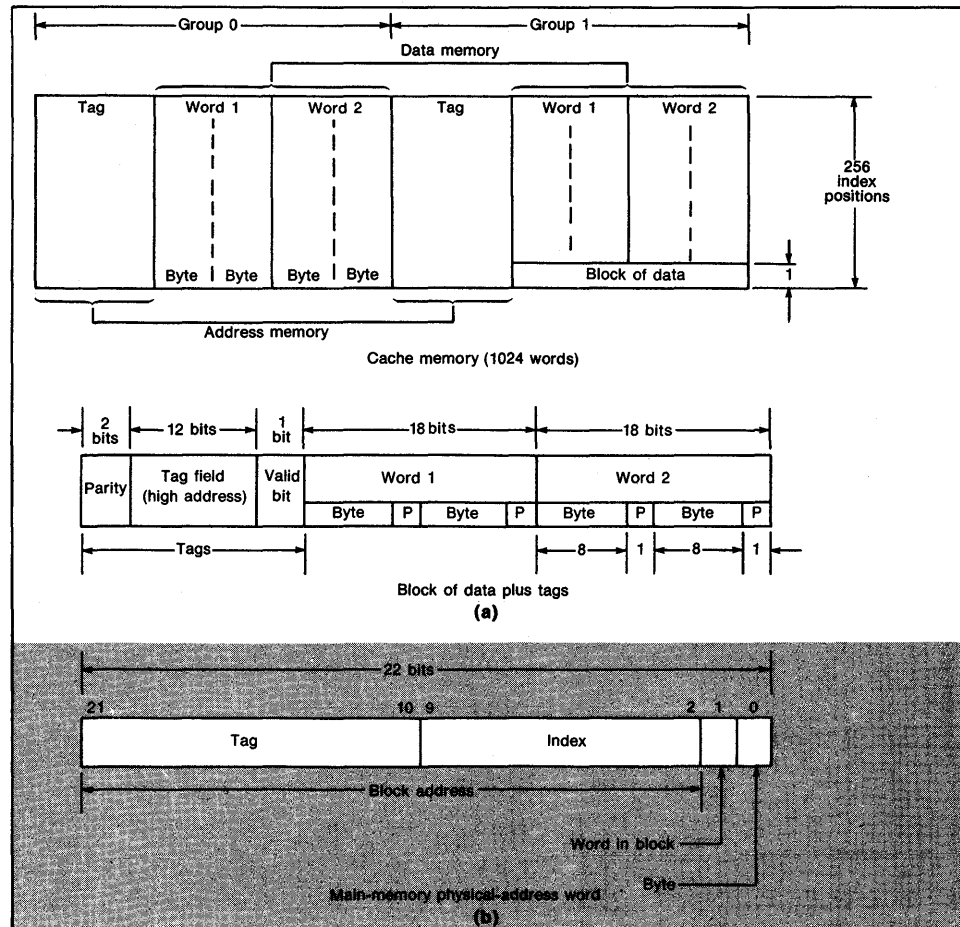 Group 0
Group 1
Data memory
Tag
Word 1
Word 2
Tag
Word 1
Word 2
256
index
positions
Byte
Byte
Byte
Byte
Block of data
1
Address memory
Cache memory (1024 words)
2
bits
12 bits
1
bit
18 bits
18 bits
Parity
Tag field
(high address)
Valid
bit
Word 1
Word 2
Byte
P
Byte
P
Byte
P
Byte
P
Tags
8
1
8
1
Block of data plus tags
(a)
22 bits
21
10
9
2
1
0
Tag
Index
Block address
Word in block
Byte
Main-memory physical-address word
(b)